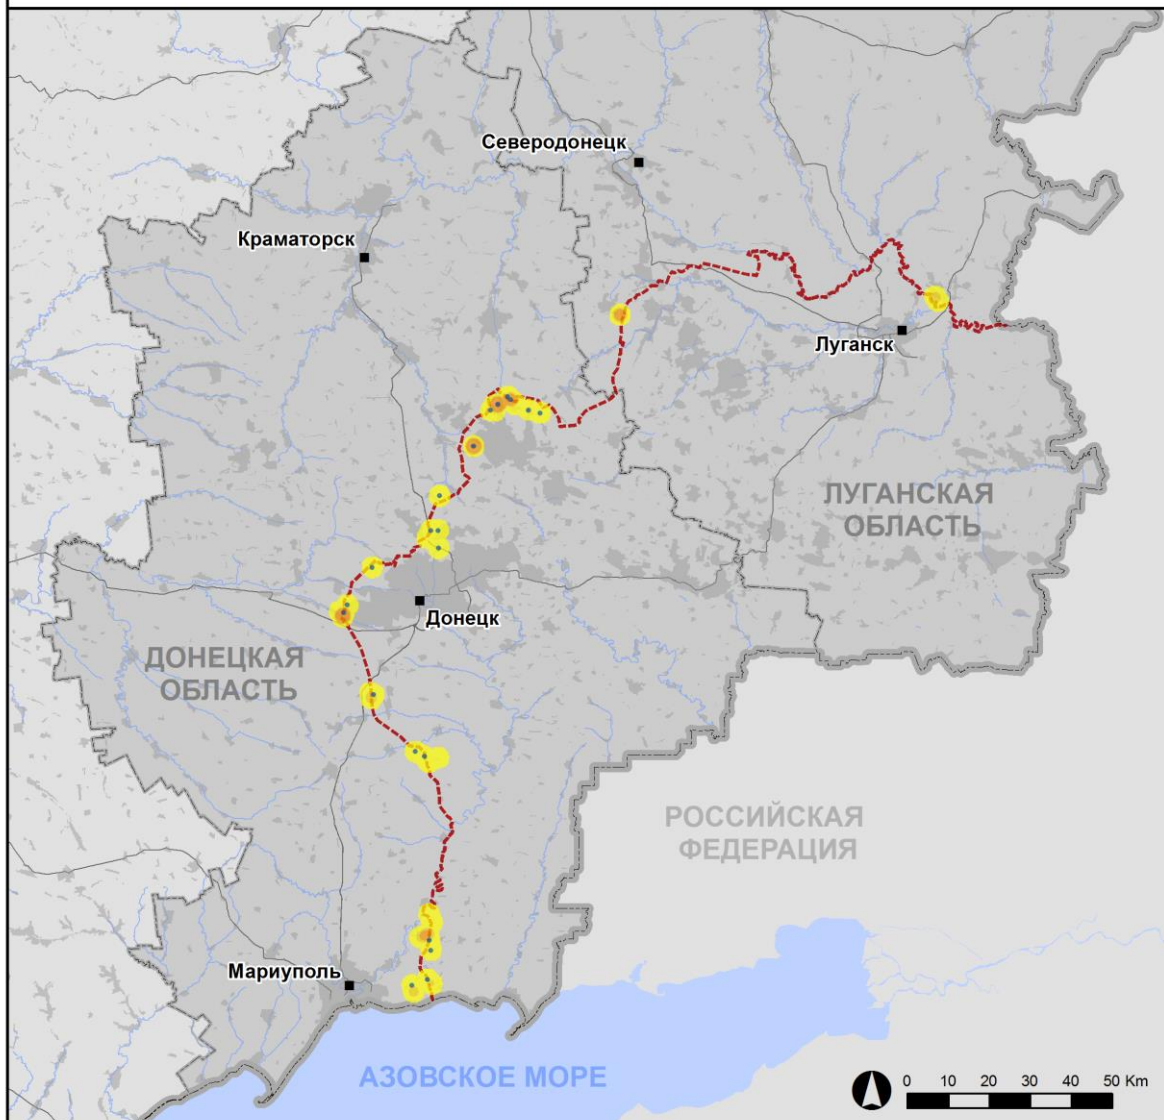 Северодонецк
Краматорск
Луганск
ЛУГАНСКАЯ
ОБЛАСТЬ
Донецк
ДОНЕЦКАЯ
ОБЛАСТЬ
РОССИЙСКАЯ
ФЕДЕРАЦИЯ
Мариуполь
АЗОВСКОЕ МОРЕ
0 10 20 30 40 50 Km